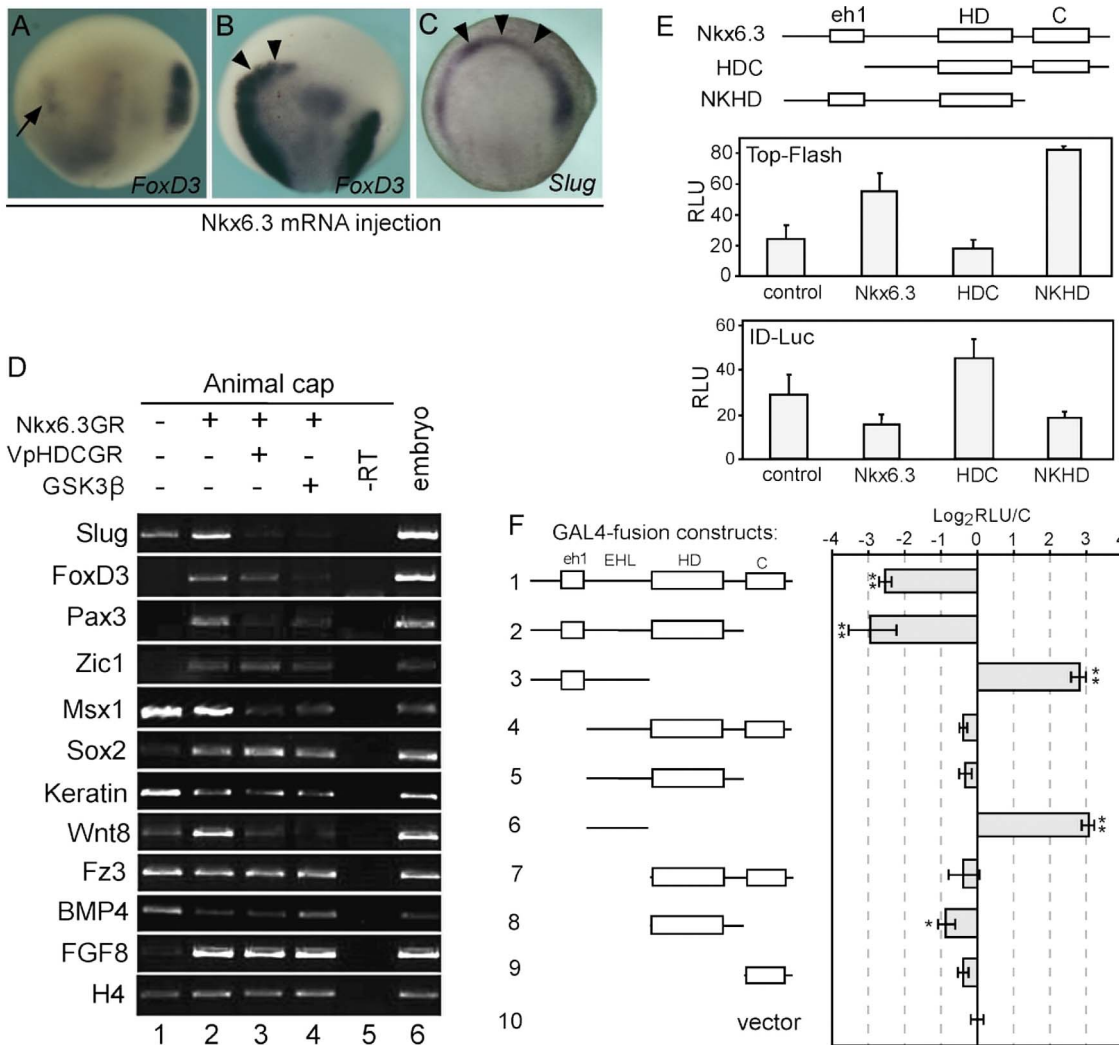 A
FoxD3
B
FoxD3
C
Slug
Nkx6.3 mRNA injection
D
Animal cap
Nkx6.3GR - + + +
VpHDCGR - - + -
GSK3β - - - +
-RT
embryo
Slug
FoxD3
Pax3
Zic1
Msx1
Sox2
Keratin
Wnt8
Fz3
BMP4
FGF8
H4
1 2 3 4 5 6
E
eh1 HD C
Nkx6.3
HDC
NKHD
Top-Flash
RLU
80
60
40
20
0
control Nkx6.3 HDC NKHD
ID-Luc
RLU
60
40
20
0
control Nkx6.3 HDC NKHD
F
GAL4-fusion constructs:
eh1 EHL HD C
Log2RLU/C
-4 -3 -2 -1 0 1 2 3 4
1
**
2
**
3
**
4
5
6
**
7
8
*
9
10 vector